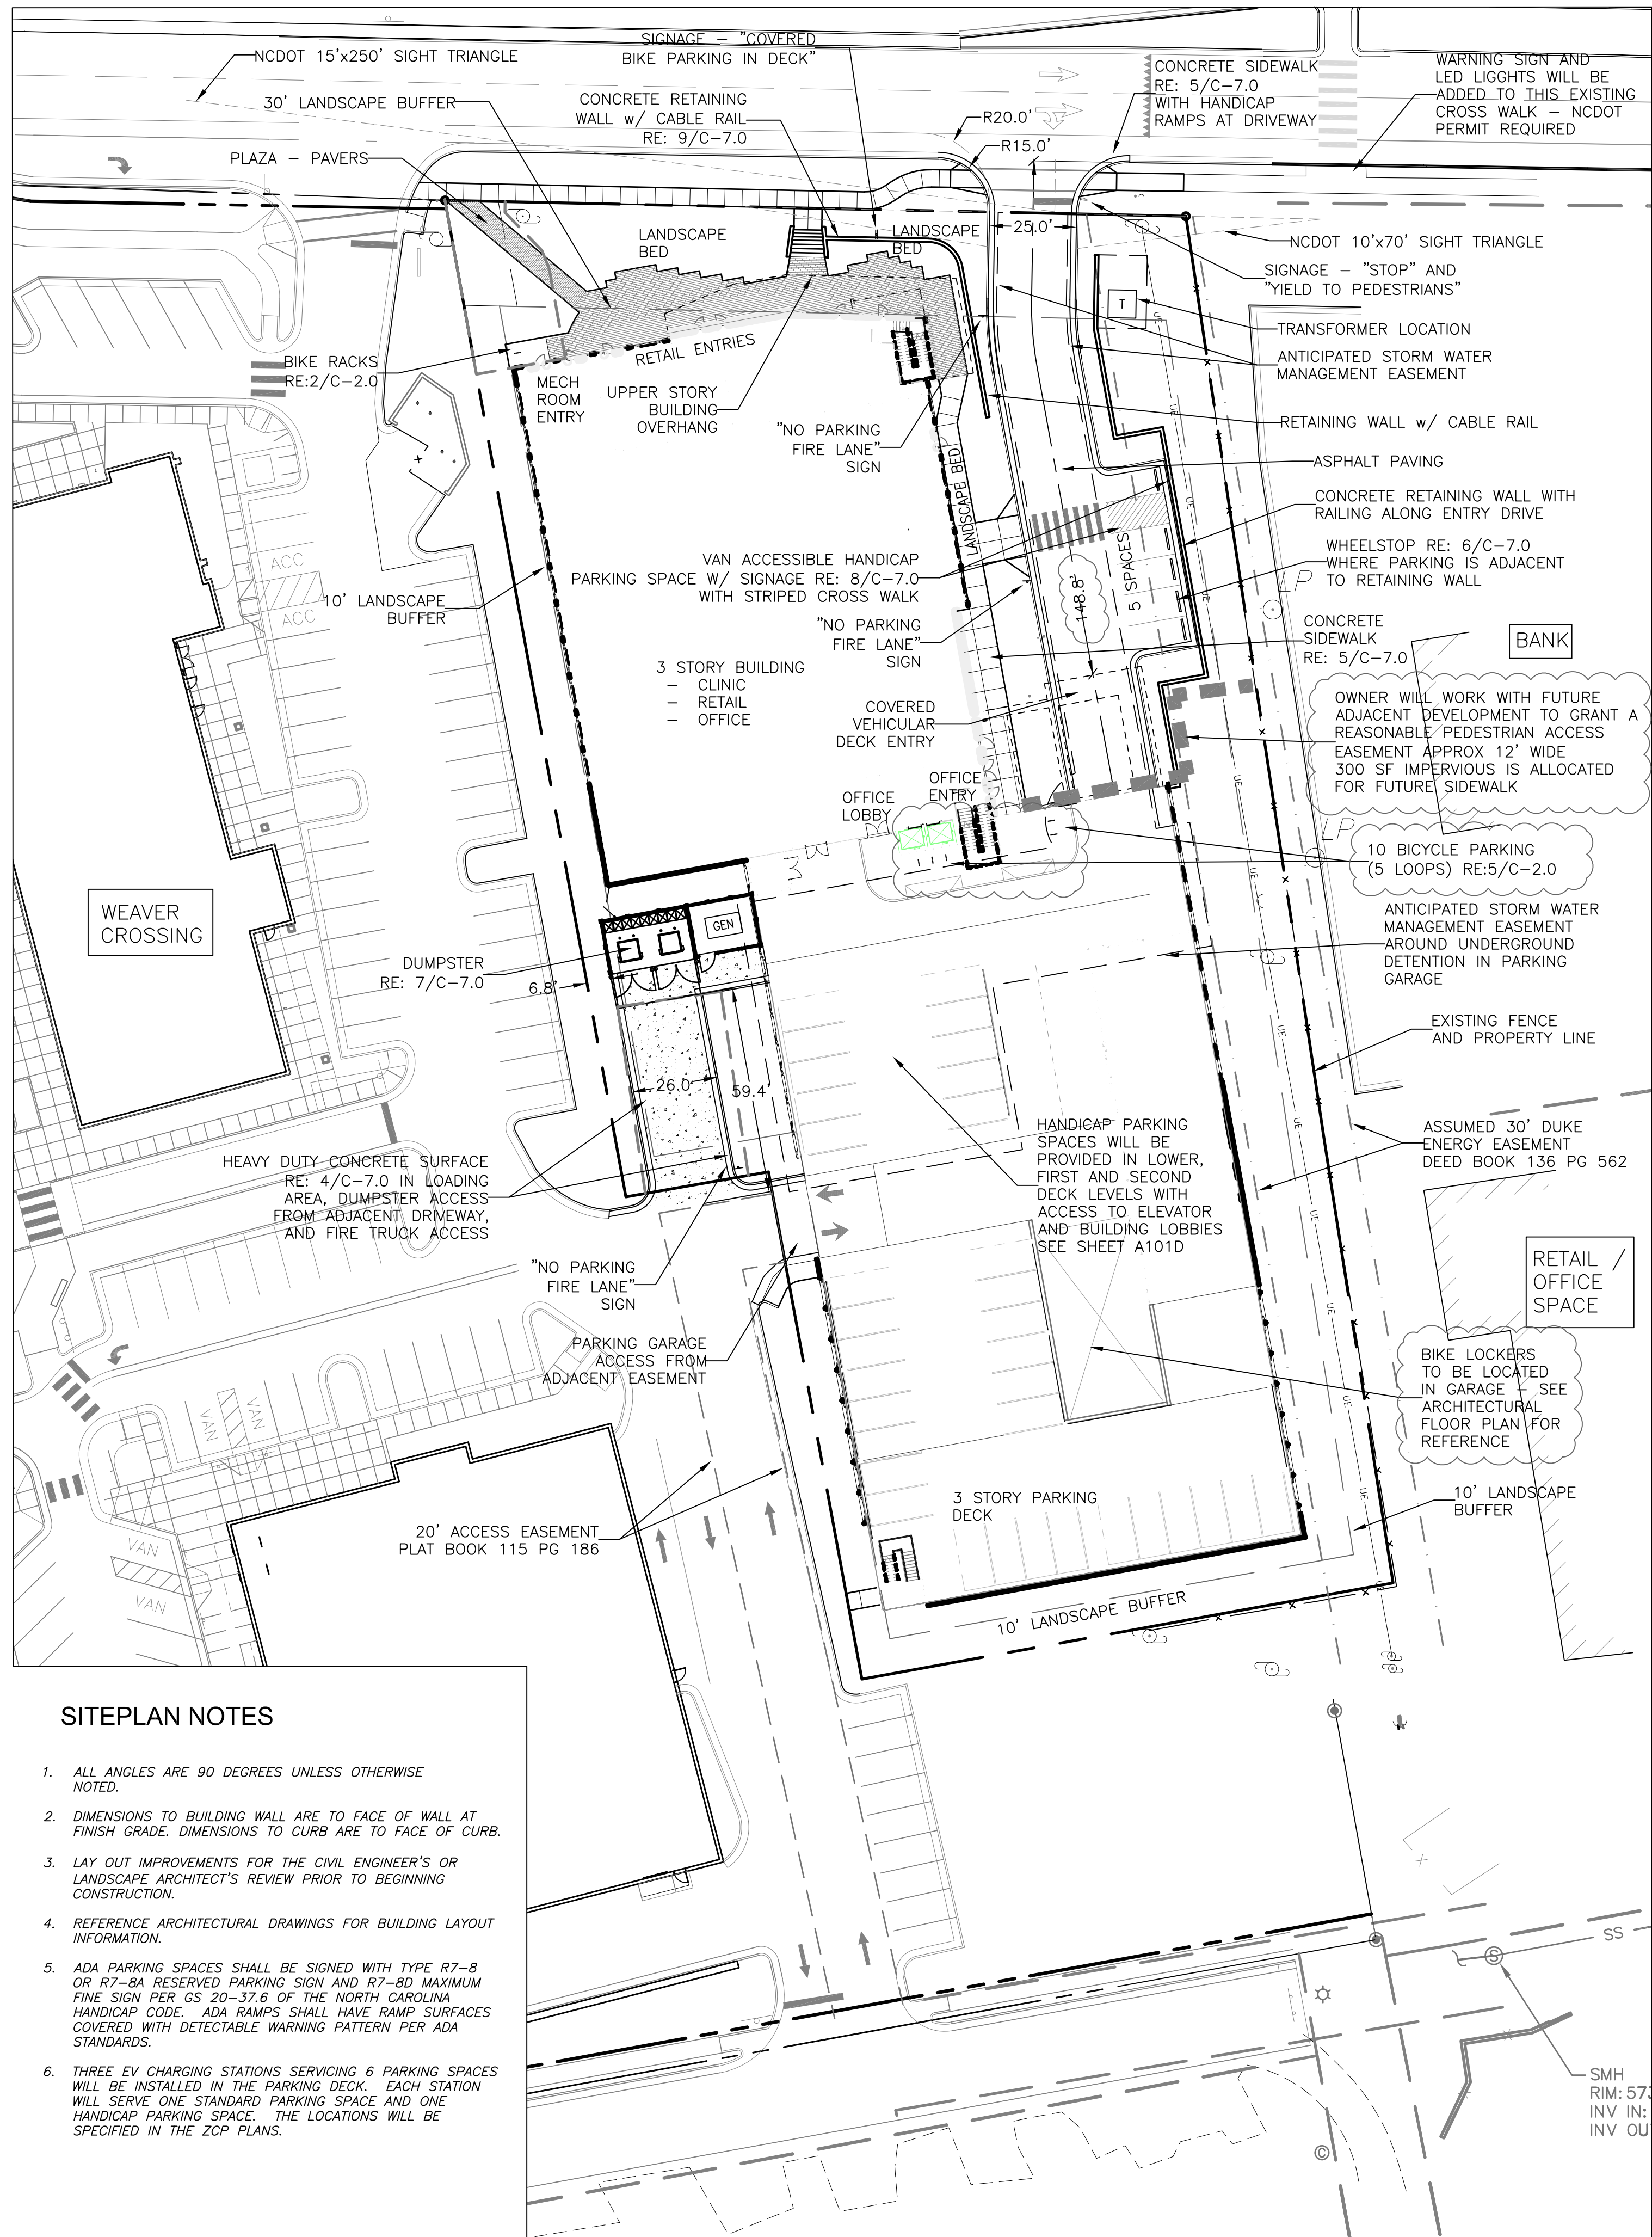 SIGNAGE – "COVERED
BIKE PARKING IN DECK"
NCDOT 15'x250' SIGHT TRIANGLE
30' LANDSCAPE BUFFER
CONCRETE RETAINING
WALL w/ CABLE RAIL
RE: 9/C–7.0
PLAZA – PAVERS
R20.0'
R15.0'
CONCRETE SIDEWALK
RE: 5/C–7.0
WITH HANDICAP
RAMPS AT DRIVEWAY
WARNING SIGN AND
LED LIGGHTS WILL BE
ADDED TO THIS EXISTING
CROSS WALK – NCDOT
PERMIT REQUIRED
LANDSCAPE
BED
LANDSCAPE
BED
25.0'
NCDOT 10'x70' SIGHT TRIANGLE
SIGNAGE – "STOP" AND
"YIELD TO PEDESTRIANS"
T
TRANSFORMER LOCATION
ANTICIPATED STORM WATER
MANAGEMENT EASEMENT
BIKE RACKS
RE:2/C–2.0
MECH
ROOM
ENTRY
RETAIL ENTRIES
UPPER STORY
BUILDING
OVERHANG
"NO PARKING
FIRE LANE"
SIGN
RETAINING WALL w/ CABLE RAIL
ASPHALT PAVING
LANDSCAPE BED
CONCRETE RETAINING WALL WITH
RAILING ALONG ENTRY DRIVE
WHEELSTOP RE: 6/C–7.0
WHERE PARKING IS ADJACENT
TO RETAINING WALL
VAN ACCESSIBLE HANDICAP
PARKING SPACE W/ SIGNAGE RE: 8/C–7.0
WITH STRIPED CROSS WALK
ACC
ACC
10' LANDSCAPE
BUFFER
148.8'
5 SPACES
LP
"NO PARKING
FIRE LANE"
SIGN
CONCRETE
SIDEWALK
RE: 5/C–7.0
BANK
3 STORY BUILDING
– CLINIC
– RETAIL
– OFFICE
COVERED
VEHICULAR
DECK ENTRY
OWNER WILL WORK WITH FUTURE
ADJACENT DEVELOPMENT TO GRANT A
REASONABLE PEDESTRIAN ACCESS
EASEMENT APPROX 12' WIDE
300 SF IMPERVIOUS IS ALLOCATED
FOR FUTURE SIDEWALK
OFFICE
ENTRY
OFFICE
LOBBY
LP
10 BICYCLE PARKING
(5 LOOPS) RE:5/C–2.0
WEAVER
CROSSING
GEN
DUMPSTER
RE: 7/C–7.0
6.8'
ANTICIPATED STORM WATER
MANAGEMENT EASEMENT
AROUND UNDERGROUND
DETENTION IN PARKING
GARAGE
EXISTING FENCE
AND PROPERTY LINE
26.0'
59.4'
HANDICAP PARKING
SPACES WILL BE
PROVIDED IN LOWER,
FIRST AND SECOND
DECK LEVELS WITH
ACCESS TO ELEVATOR
AND BUILDING LOBBIES
SEE SHEET A101D
ASSUMED 30' DUKE
ENERGY EASEMENT
DEED BOOK 136 PG 562
HEAVY DUTY CONCRETE SURFACE
RE: 4/C–7.0 IN LOADING
AREA, DUMPSTER ACCESS
FROM ADJACENT DRIVEWAY,
AND FIRE TRUCK ACCESS
"NO PARKING
FIRE LANE"
SIGN
RETAIL /
OFFICE
SPACE
PARKING GARAGE
ACCESS FROM
ADJACENT EASEMENT
BIKE LOCKERS
TO BE LOCATED
IN GARAGE – SEE
ARCHITECTURAL
FLOOR PLAN FOR
REFERENCE
VAN
VAN
VAN
VAN
UE
UE
UE
UE
UE
UE
UE
UE
UE
UE
UE
UE
3 STORY PARKING
DECK
10' LANDSCAPE
BUFFER
20' ACCESS EASEMENT
PLAT BOOK 115 PG 186
10' LANDSCAPE BUFFER
SITEPLAN NOTES
1. ALL ANGLES ARE 90 DEGREES UNLESS OTHERWISE
NOTED.
2. DIMENSIONS TO BUILDING WALL ARE TO FACE OF WALL AT
FINISH GRADE. DIMENSIONS TO CURB ARE TO FACE OF CURB.
3. LAY OUT IMPROVEMENTS FOR THE CIVIL ENGINEER'S OR
LANDSCAPE ARCHITECT'S REVIEW PRIOR TO BEGINNING
CONSTRUCTION.
4. REFERENCE ARCHITECTURAL DRAWINGS FOR BUILDING LAYOUT
INFORMATION.
5. ADA PARKING SPACES SHALL BE SIGNED WITH TYPE R7–8
OR R7–8A RESERVED PARKING SIGN AND R7–8D MAXIMUM
FINE SIGN PER GS 20–37.6 OF THE NORTH CAROLINA
HANDICAP CODE. ADA RAMPS SHALL HAVE RAMP SURFACES
COVERED WITH DETECTABLE WARNING PATTERN PER ADA
STANDARDS.
6. THREE EV CHARGING STATIONS SERVICING 6 PARKING SPACES
WILL BE INSTALLED IN THE PARKING DECK. EACH STATION
WILL SERVE ONE STANDARD PARKING SPACE AND ONE
HANDICAP PARKING SPACE. THE LOCATIONS WILL BE
SPECIFIED IN THE ZCP PLANS.
S
SS
C
SMH
RIM: 573
INV IN:
INV OU